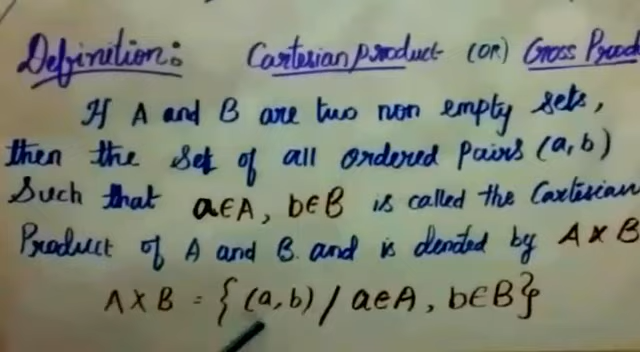 Definition: Cartesian product (OR) Cross Prod
If A and B are two non empty sets,
then the set of all ordered pairs (a,b)
Such that a∈A, b∈B is called the Cartesian
Product of A and B. and is denoted by A×B
A×B = {(a,b) / a∈A, b∈B}